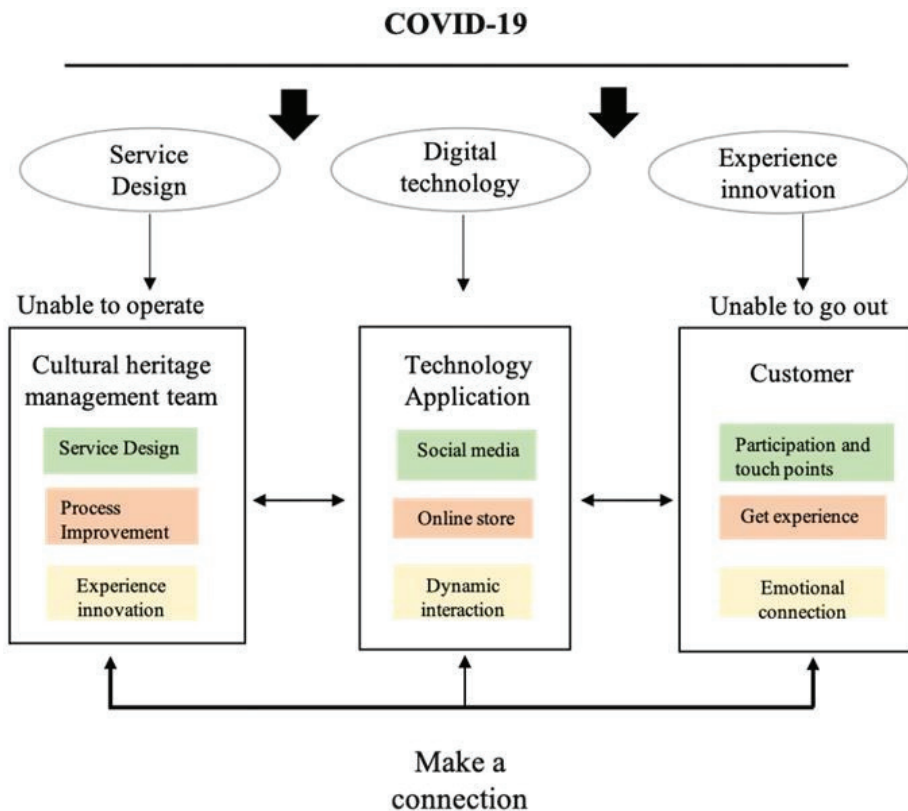 COVID-19
Service
Design
Digital
technology
Experience
innovation
Unable to operate
Unable to go out
Cultural heritage
management team
Service Design
Process
Improvement
Experience
innovation
Technology
Application
Social media
Online store
Dynamic
interaction
Customer
Participation and
touch points
Get experience
Emotional
connection
Make a
connection